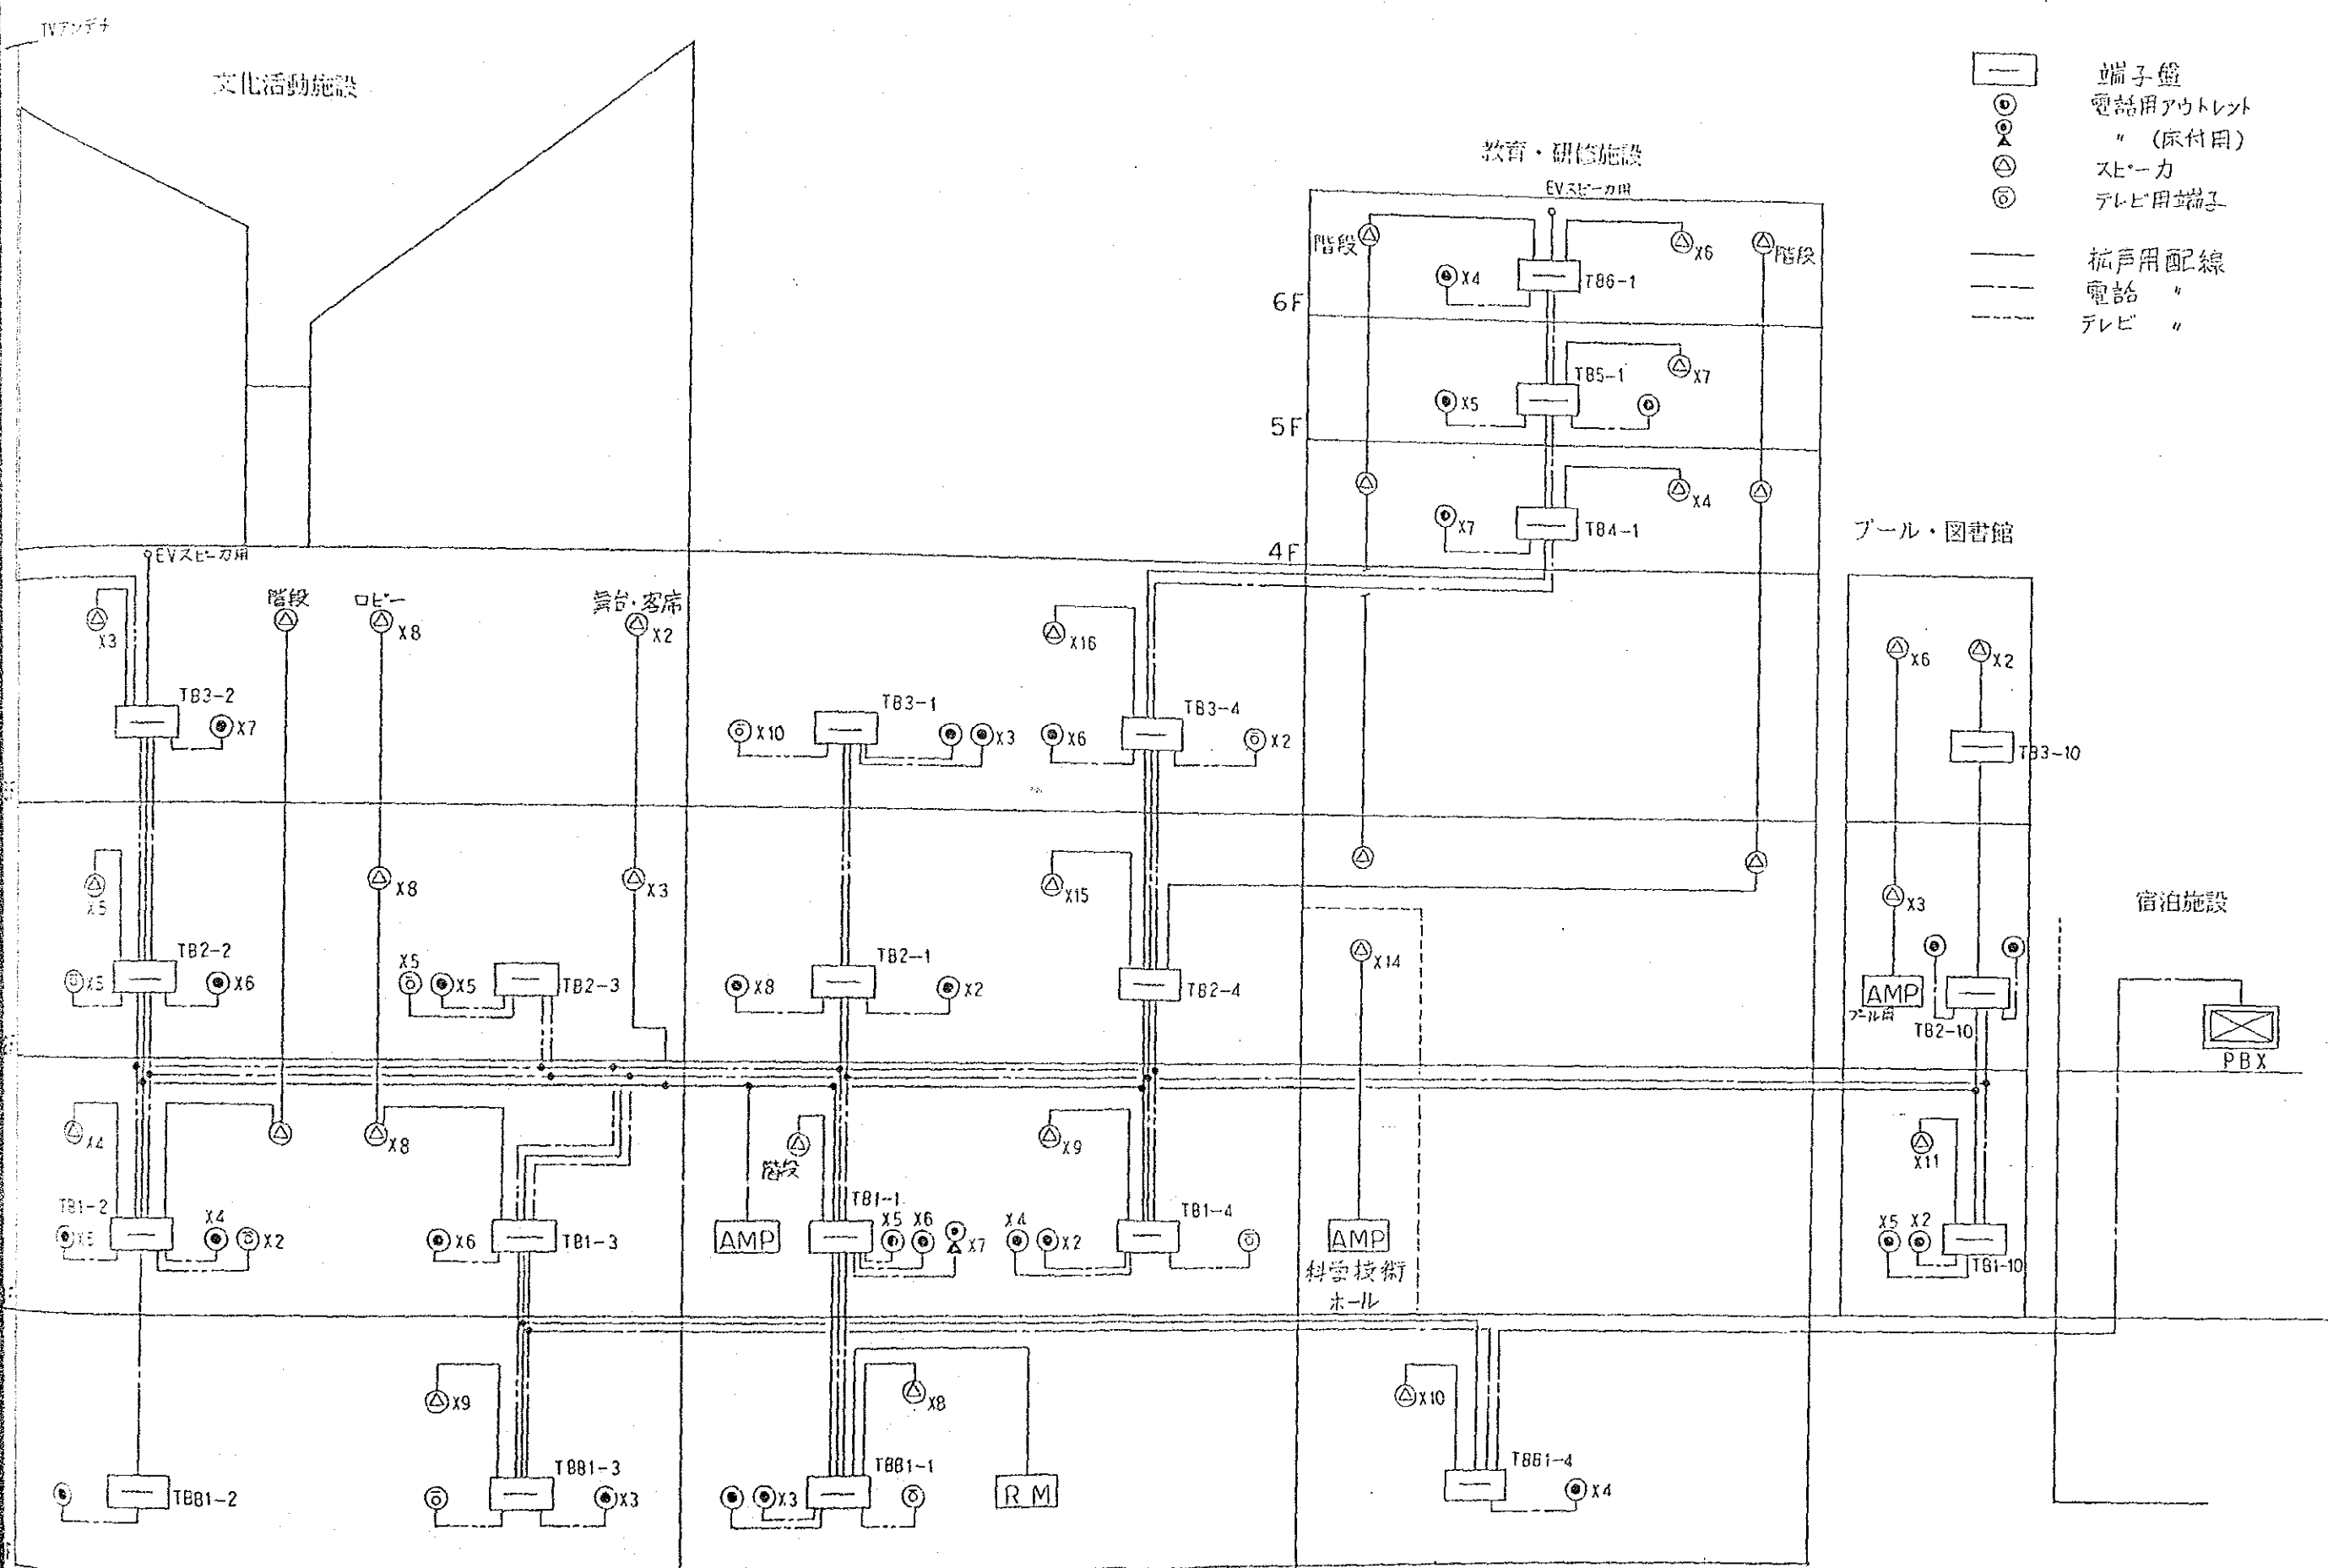 TVアンテナ
文化活動施設
端子盤
電話用アウトレット
〃 (床付用)
スピーカ
テレビ用端子
拡声用配線
電話 〃
テレビ 〃
教育・研修施設
EVスピーカ用
階段
X6
階段
X4
TB6-1
6F
TB5-1
X7
X5
5F
X4
X7
TB4-1
4F
プール・図書館
EVスピーカ用
階段
ロビー
舞台・客席
X3
X8
X2
X16
X6
X2
TB3-2
X7
TB3-1
X10
X3
TB3-4
X6
X2
TB3-10
X5
X8
X3
X15
X3
宿泊施設
TB2-2
X5
X6
X5
X5
TB2-3
TB2-1
X8
X2
TB2-4
X14
AMP
プール用
TB2-10
PBX
X4
X8
階段
X9
X11
TB1-2
X5
X4
X2
X6
TB1-3
AMP
TB1-1
X5
X6
X7
X4
X2
TB1-4
AMP
科学技術
ホール
X5
X2
TB1-10
X9
X8
X10
TBB1-2
TBB1-3
X3
X3
TBB1-1
RM
TBB1-4
X4